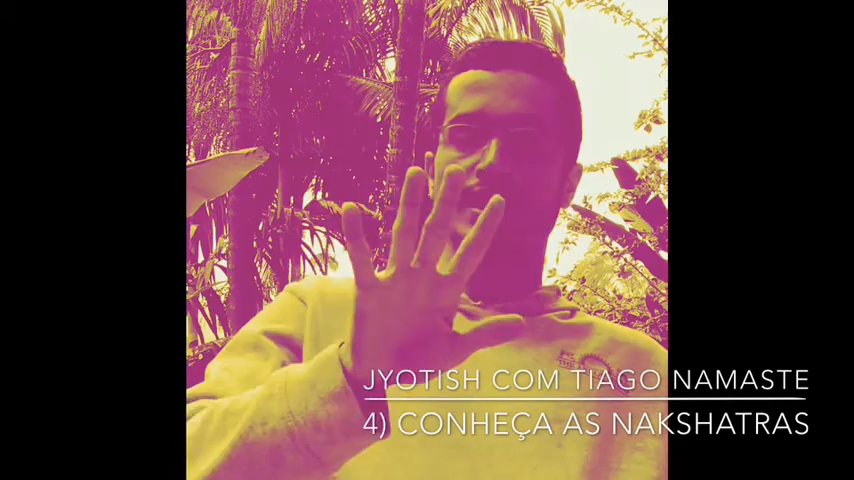 JYOTISH COM TIAGO NAMASTE
4) CONHEÇA AS NAKSHATRAS